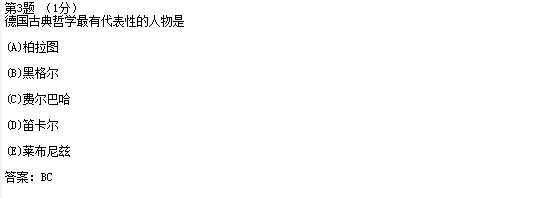 第3题 （1分）
德国古典哲学最有代表性的人物是
(A)柏拉图
(B)黑格尔
(C)费尔巴哈
(D)笛卡尔
(E)莱布尼兹
答案：BC